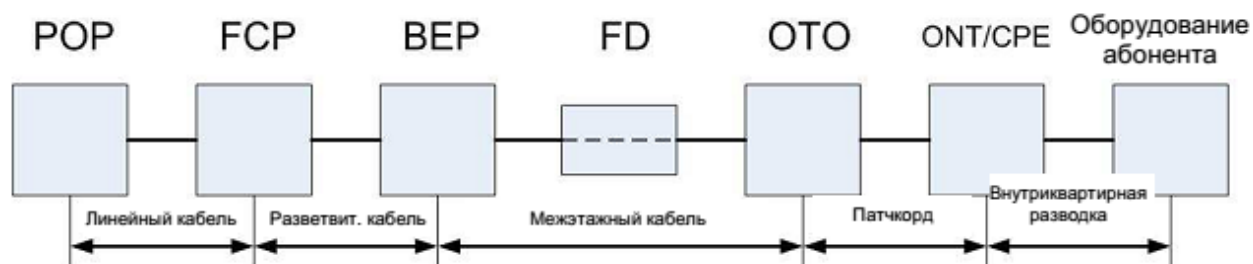 POP
FCP
BEP
FD
OTO
ONT/CPE
Оборудование
абонента
Линейный кабель
Разветвит. кабель
Межэтажный кабель
Патчкорд
Внутриквартирная
разводка